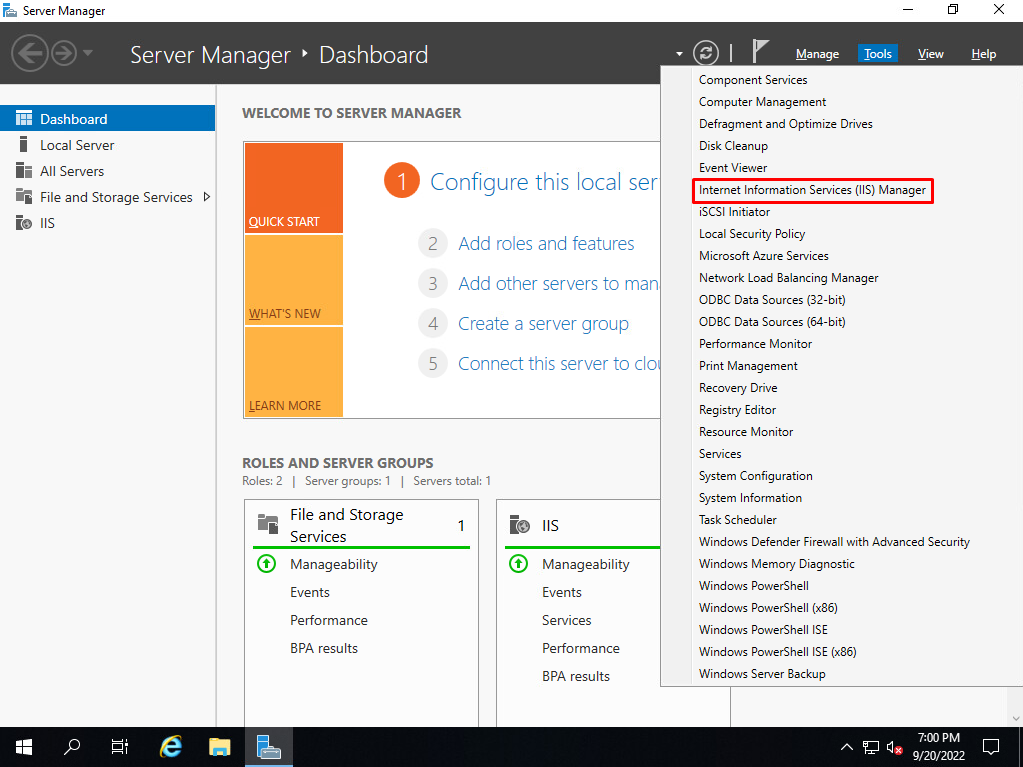 Server Manager
Server Manager ‣ Dashboard
Manage
Tools
View
Help
Dashboard
Local Server
All Servers
File and Storage Services
IIS
WELCOME TO SERVER MANAGER
QUICK START
WHAT'S NEW
LEARN MORE
1 Configure this local ser
2 Add roles and features
3 Add other servers to man
4 Create a server group
5 Connect this server to clou
ROLES AND SERVER GROUPS
Roles: 2 | Server groups: 1 | Servers total: 1
File and Storage
Services
1
Manageability
Events
Performance
BPA results
IIS
Manageability
Events
Services
Performance
BPA results
Component Services
Computer Management
Defragment and Optimize Drives
Disk Cleanup
Event Viewer
Internet Information Services (IIS) Manager
iSCSI Initiator
Local Security Policy
Microsoft Azure Services
Network Load Balancing Manager
ODBC Data Sources (32-bit)
ODBC Data Sources (64-bit)
Performance Monitor
Print Management
Recovery Drive
Registry Editor
Resource Monitor
Services
System Configuration
System Information
Task Scheduler
Windows Defender Firewall with Advanced Security
Windows Memory Diagnostic
Windows PowerShell
Windows PowerShell (x86)
Windows PowerShell ISE
Windows PowerShell ISE (x86)
Windows Server Backup
7:00 PM
9/20/2022